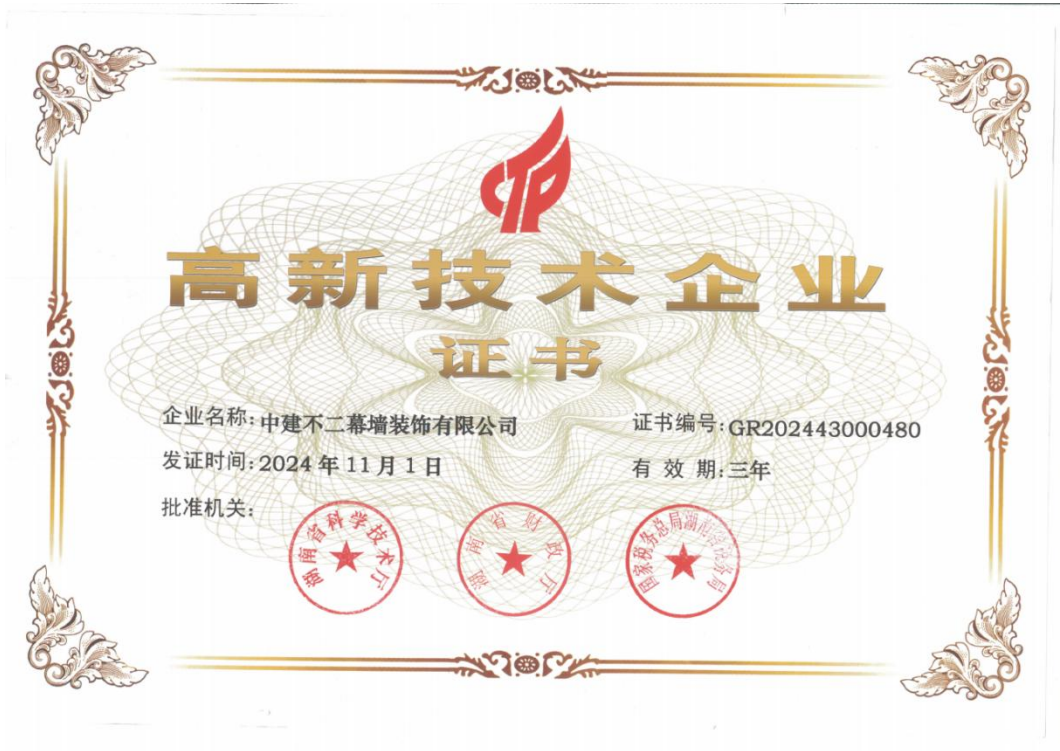 CTP
高新技术企业
证书
企业名称:中建不二幕墙装饰有限公司
证书编号:GR202443000480
发证时间:2024年11月1日
有 效 期:三年
批准机关:
湖南省科学技术厅
湖南省财政厅
国家税务总局湖南省税务局